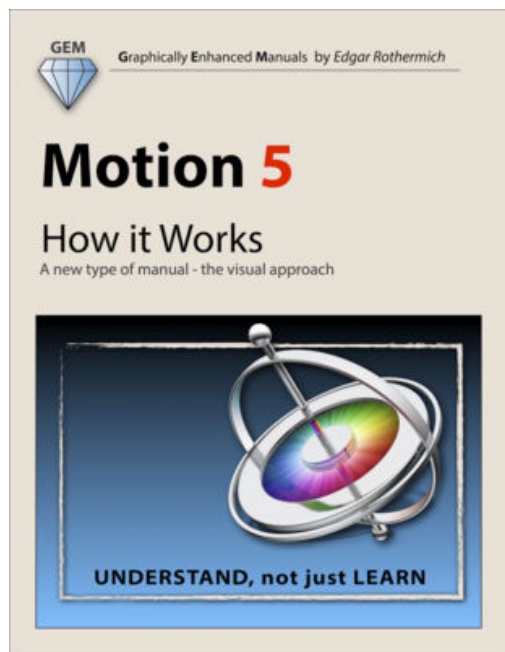 GEM
Graphically Enhanced Manuals by Edgar Rothermich
Motion 5
How it Works
A new type of manual - the visual approach
UNDERSTAND, not just LEARN